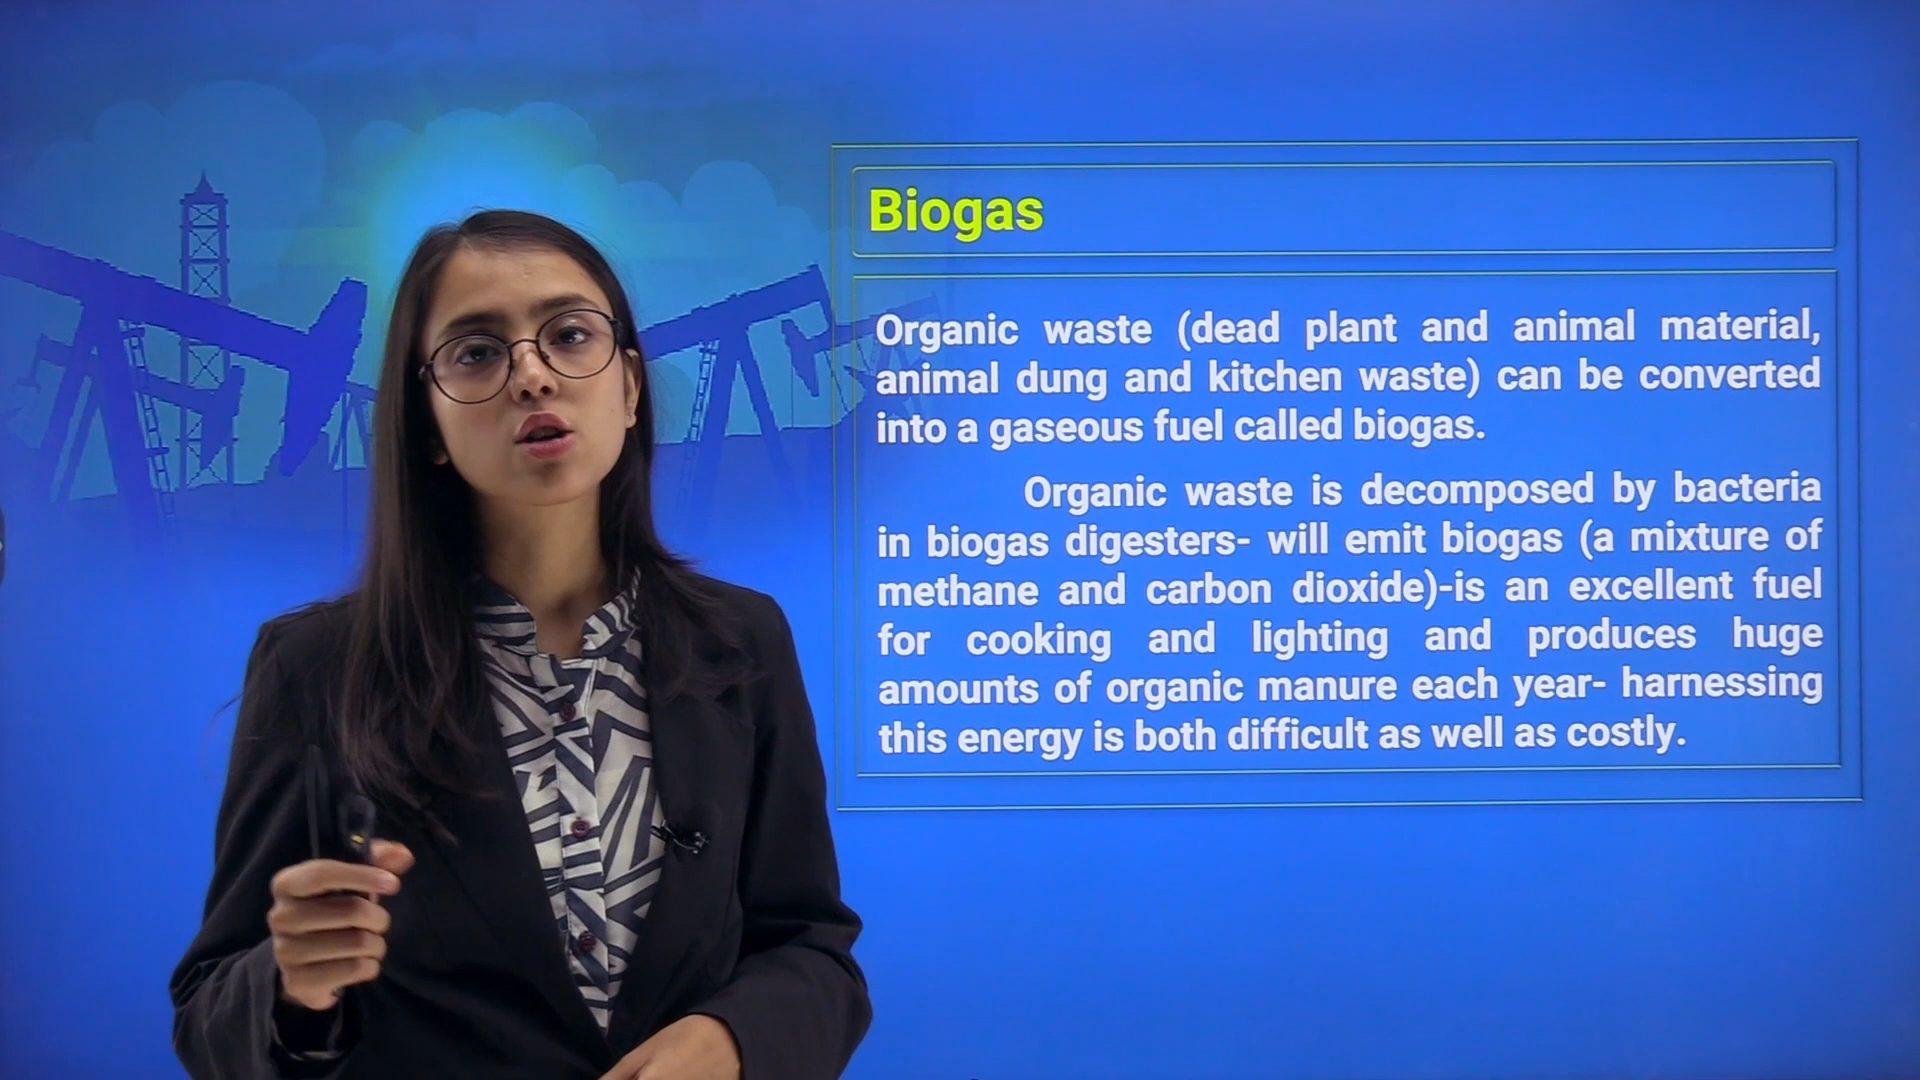 Biogas
Organic waste (dead plant and animal material,
animal dung and kitchen waste) can be converted
into a gaseous fuel called biogas.
Organic waste is decomposed by bacteria
in biogas digesters- will emit biogas (a mixture of
methane and carbon dioxide)-is an excellent fuel
for cooking and lighting and produces huge
amounts of organic manure each year- harnessing
this energy is both difficult as well as costly.